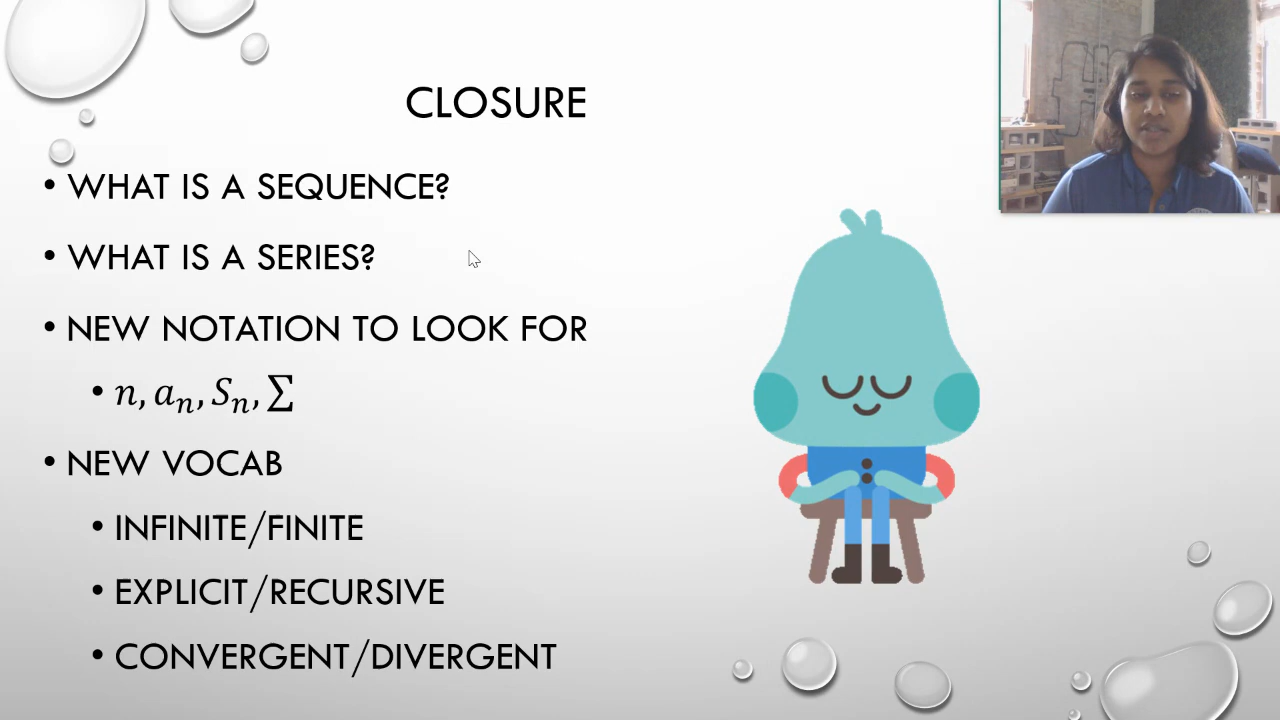 CLOSURE
• WHAT IS A SEQUENCE?
• WHAT IS A SERIES?
• NEW NOTATION TO LOOK FOR
• n, aₙ, Sₙ, ∑
• NEW VOCAB
• INFINITE/FINITE
• EXPLICIT/RECURSIVE
• CONVERGENT/DIVERGENT